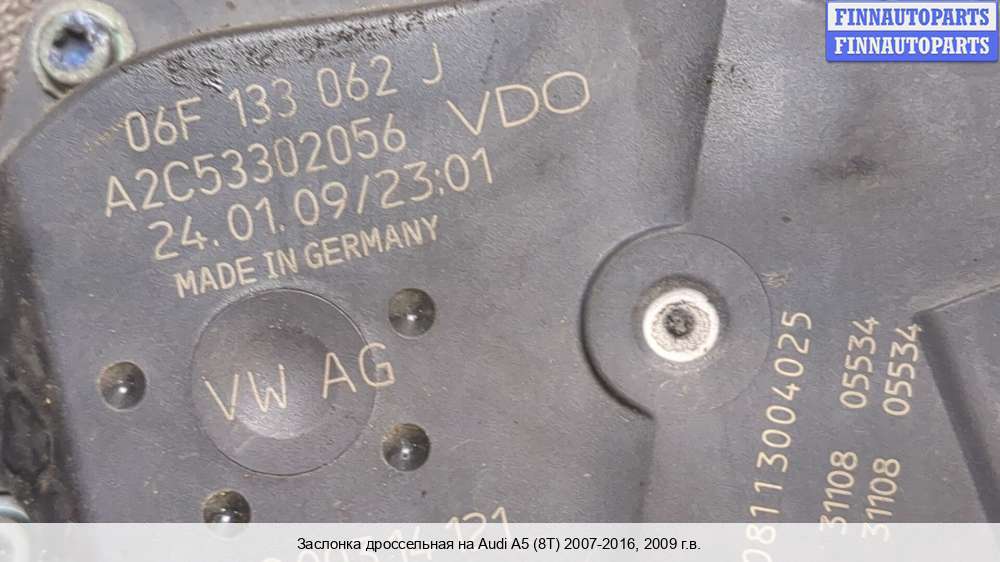 FINNAUTOPARTS
FINNAUTOPARTS
06F 133 062 J
A2C53302056 VDO
24.01.09/23:01
MADE IN GERMANY
VW AG
08113004025
31108 05534
31108 05534
121
Заслонка дроссельная на Audi A5 (8T) 2007-2016, 2009 г.в.